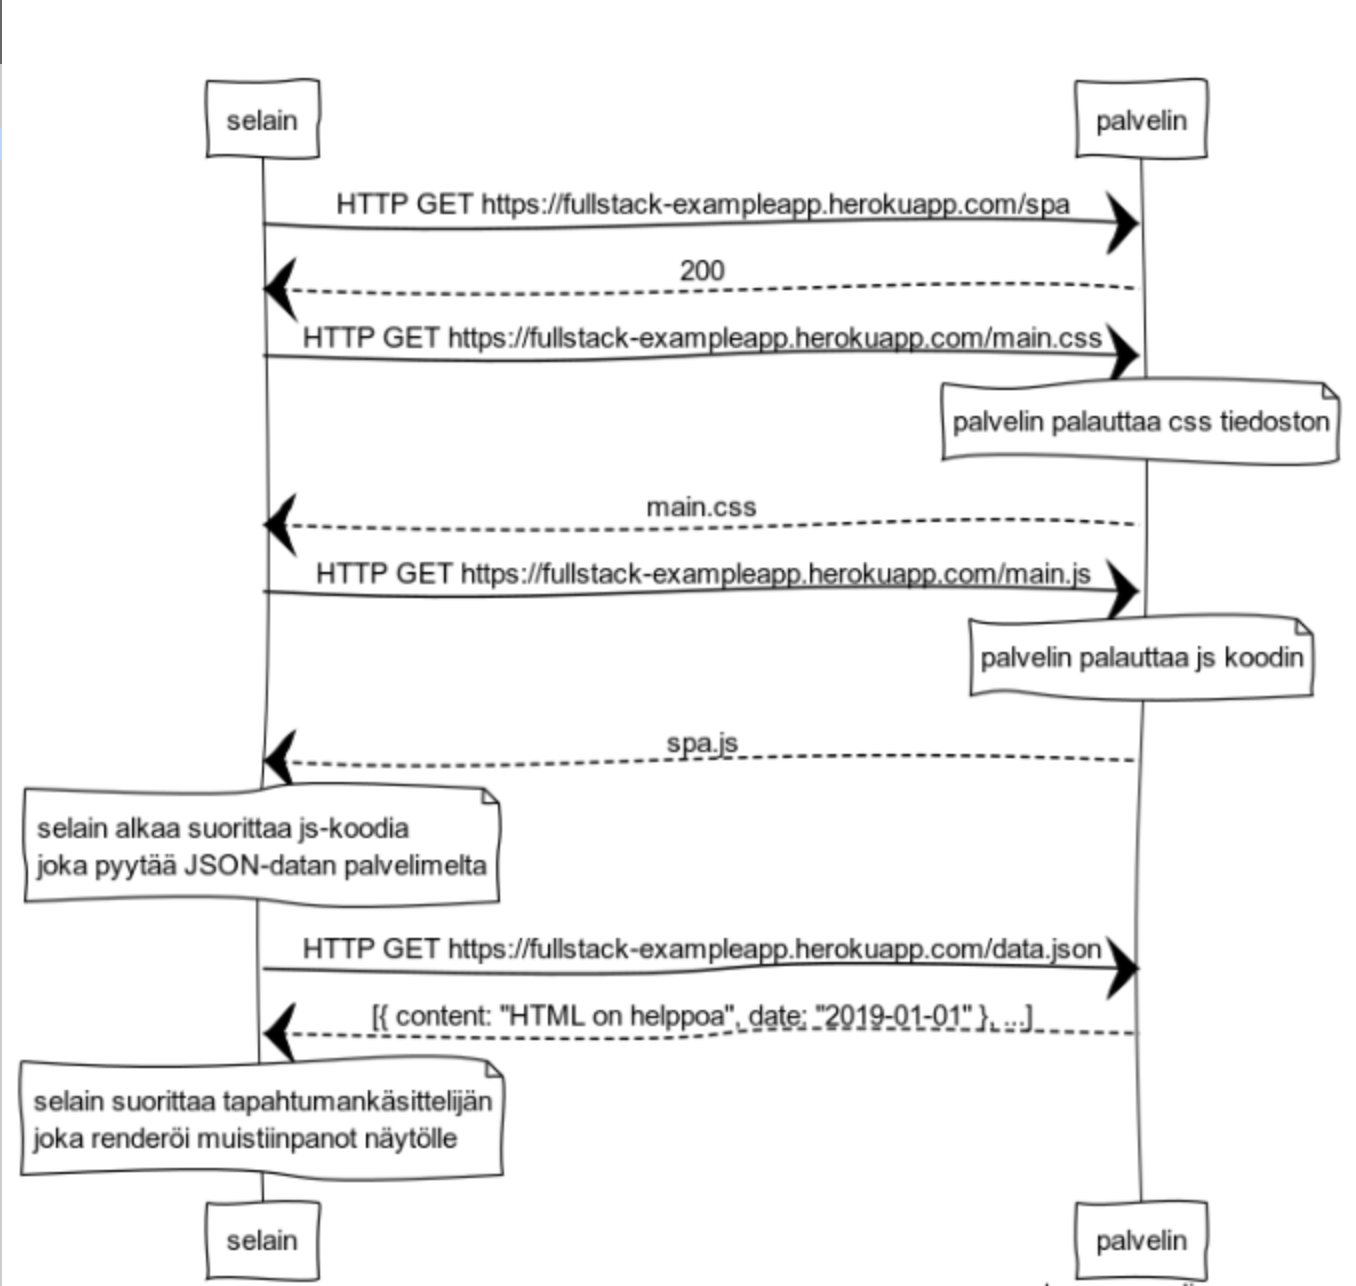 selain
palvelin
HTTP GET https://fullstack-exampleapp.herokuapp.com/spa
200
HTTP GET https://fullstack-exampleapp.herokuapp.com/main.css
palvelin palauttaa css tiedoston
main.css
HTTP GET https://fullstack-exampleapp.herokuapp.com/main.js
palvelin palauttaa js koodin
spa.js
selain alkaa suorittaa js-koodia
joka pyytää JSON-datan palvelimelta
HTTP GET https://fullstack-exampleapp.herokuapp.com/data.json
[{ content: "HTML on helppoa", date: "2019-01-01" }, ...]
selain suorittaa tapahtumankäsittelijän
joka renderöi muistiinpanot näytölle
selain
palvelin